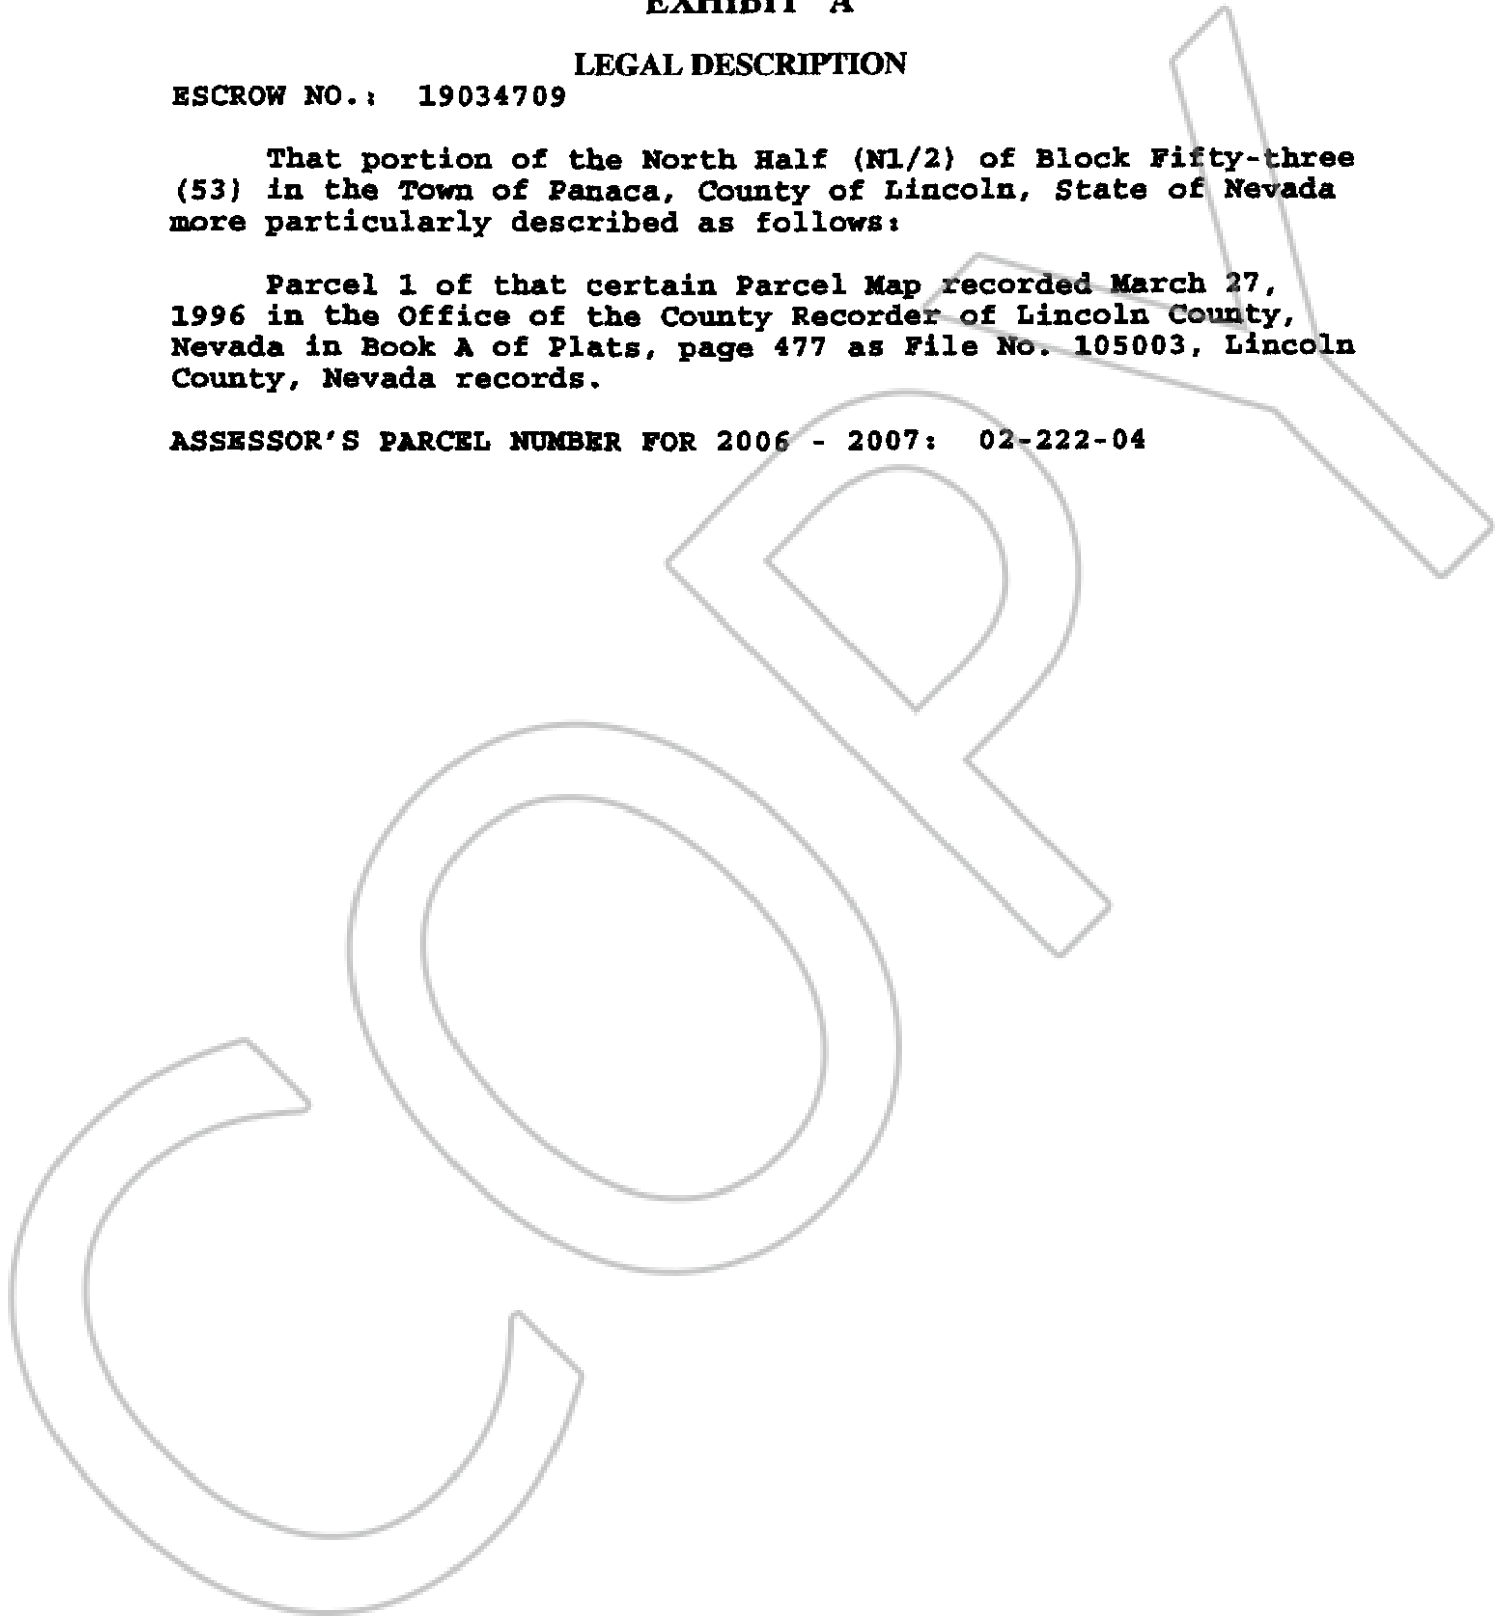 EXHIBIT A
LEGAL DESCRIPTION
ESCROW NO.: 19034709
That portion of the North Half (N1/2) of Block Fifty-three
(53) in the Town of Panaca, County of Lincoln, State of Nevada
more particularly described as follows:
Parcel 1 of that certain Parcel Map recorded March 27,
1996 in the Office of the County Recorder of Lincoln County,
Nevada in Book A of Plats, page 477 as File No. 105003, Lincoln
County, Nevada records.
ASSESSOR'S PARCEL NUMBER FOR 2006 - 2007: 02-222-04
COPY